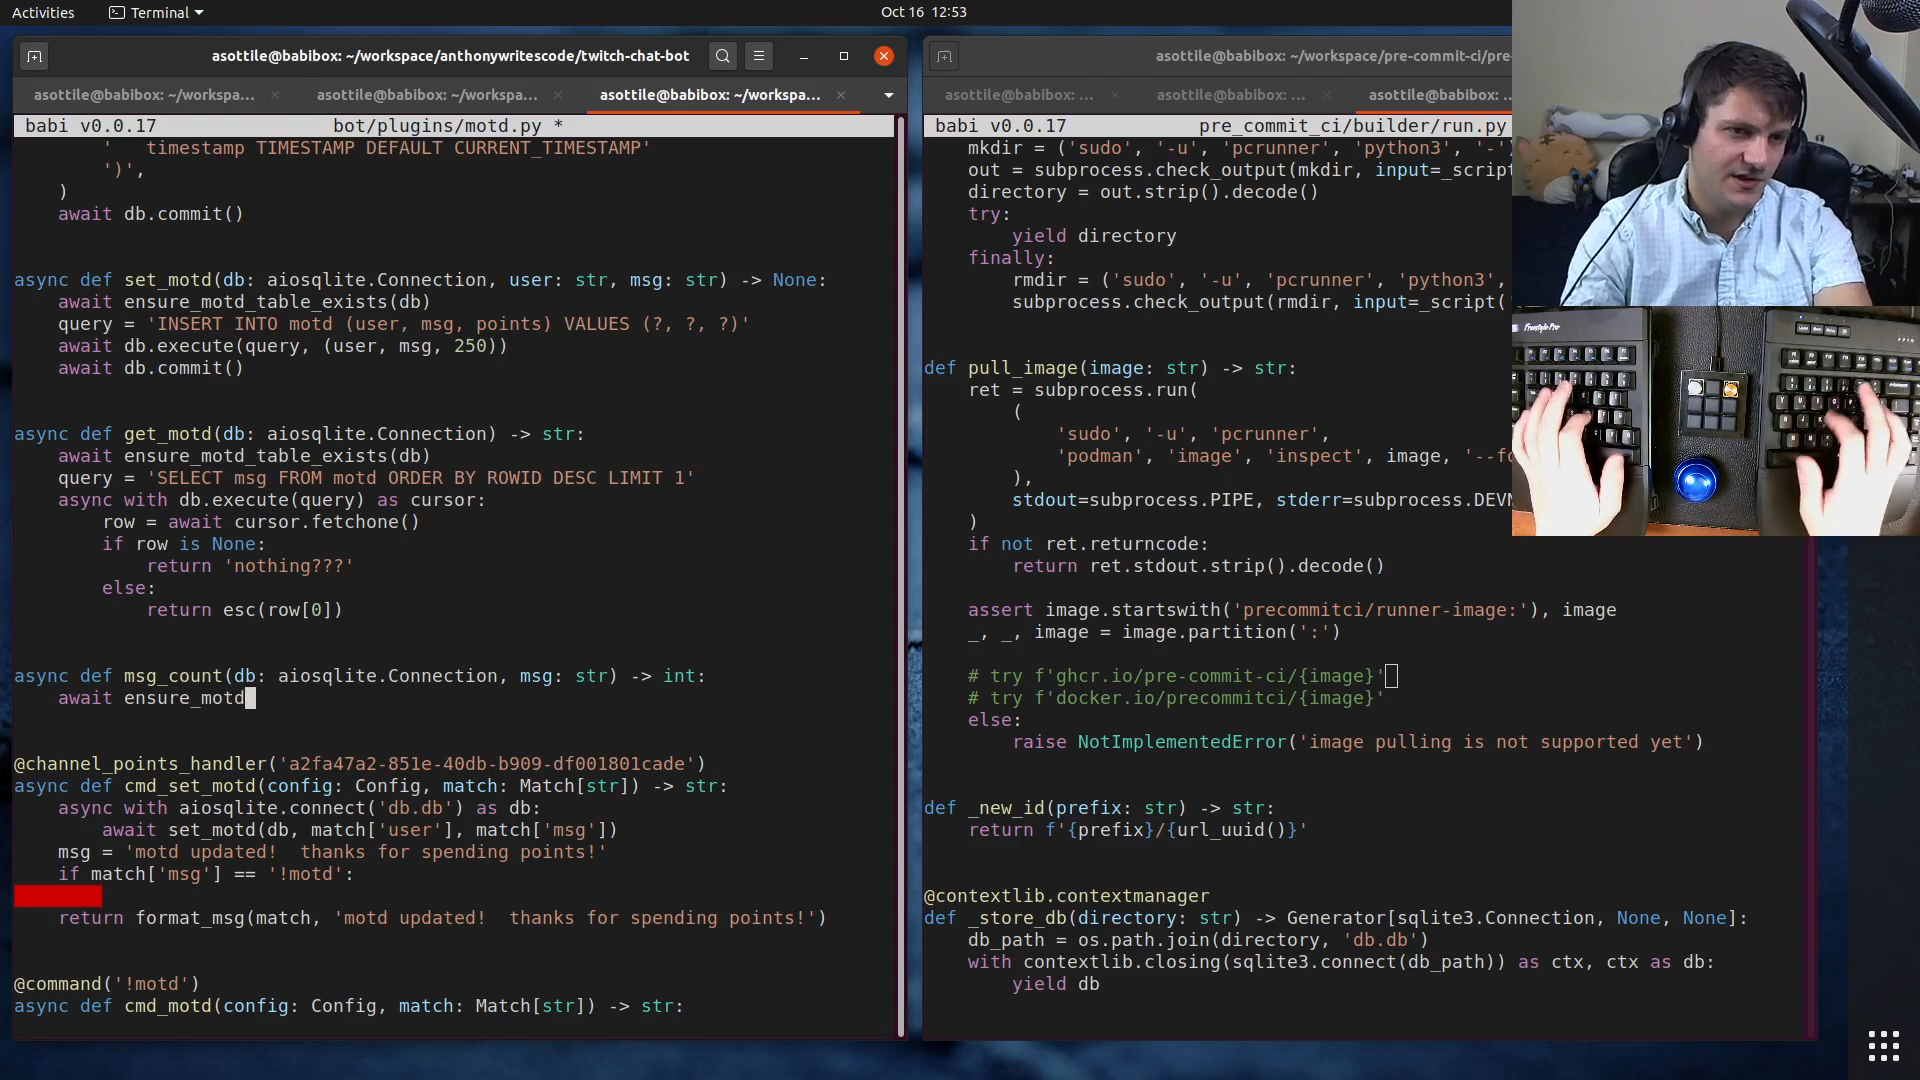 Activities
Terminal
Oct 16 12:53
asottile@babibox: ~/workspace/anthonywritescode/twitch-chat-bot
asottile@babibox: ~/workspa...
asottile@babibox: ~/workspa...
asottile@babibox: ~/workspa...
babi v0.0.17 bot/plugins/motd.py *
'   timestamp TIMESTAMP DEFAULT CURRENT_TIMESTAMP'
')',
)
await db.commit()
async def set_motd(db: aiosqlite.Connection, user: str, msg: str) -> None:
await ensure_motd_table_exists(db)
query = 'INSERT INTO motd (user, msg, points) VALUES (?, ?, ?)'
await db.execute(query, (user, msg, 250))
await db.commit()
async def get_motd(db: aiosqlite.Connection) -> str:
await ensure_motd_table_exists(db)
query = 'SELECT msg FROM motd ORDER BY ROWID DESC LIMIT 1'
async with db.execute(query) as cursor:
row = await cursor.fetchone()
if row is None:
return 'nothing???'
else:
return esc(row[0])
async def msg_count(db: aiosqlite.Connection, msg: str) -> int:
await ensure_motd
@channel_points_handler('a2fa47a2-851e-40db-b909-df001801cade')
async def cmd_set_motd(config: Config, match: Match[str]) -> str:
async with aiosqlite.connect('db.db') as db:
await set_motd(db, match['user'], match['msg'])
msg = 'motd updated!  thanks for spending points!'
if match['msg'] == '!motd':
return format_msg(match, 'motd updated!  thanks for spending points!')
@command('!motd')
async def cmd_motd(config: Config, match: Match[str]) -> str:
asottile@babibox: ~/workspace/pre-commit-ci/pre-
asottile@babibox: ...
asottile@babibox: ...
asottile@babibox: ...
babi v0.0.17 pre_commit_ci/builder/run.py
mkdir = ('sudo', '-u', 'pcrunner', 'python3', '-')
out = subprocess.check_output(mkdir, input=_script
directory = out.strip().decode()
try:
yield directory
finally:
rmdir = ('sudo', '-u', 'pcrunner', 'python3',
subprocess.check_output(rmdir, input=_script('
def pull_image(image: str) -> str:
ret = subprocess.run(
(
'sudo', '-u', 'pcrunner',
'podman', 'image', 'inspect', image, '--fo
),
stdout=subprocess.PIPE, stderr=subprocess.DEVN
)
if not ret.returncode:
return ret.stdout.strip().decode()
assert image.startswith('precommitci/runner-image:'), image
_, _, image = image.partition(':')
# try f'ghcr.io/pre-commit-ci/{image}'
# try f'docker.io/precommitci/{image}'
else:
raise NotImplementedError('image pulling is not supported yet')
def _new_id(prefix: str) -> str:
return f'{prefix}/{url_uuid()}'
@contextlib.contextmanager
def _store_db(directory: str) -> Generator[sqlite3.Connection, None, None]:
db_path = os.path.join(directory, 'db.db')
with contextlib.closing(sqlite3.connect(db_path)) as ctx, ctx as db:
yield db
Freestyle Pro